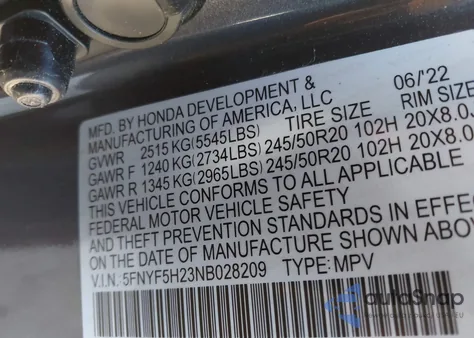 MFD. BY HONDA DEVELOPMENT & 06/'22
MANUFACTURING OF AMERICA, LLC
GVWR 2515 KG(5545LBS) TIRE SIZE RIM SIZE
GAWR F 1240 KG(2734LBS) 245/50R20 102H 20X8.0J
GAWR R 1345 KG(2965LBS) 245/50R20 102H 20X8.0
THIS VEHICLE CONFORMS TO ALL APPLICABLE
FEDERAL MOTOR VEHICLE SAFETY
AND THEFT PREVENTION STANDARDS IN EFFEC
ON THE DATE OF MANUFACTURE SHOWN ABO
V.I.N.: 5FNYF5H23NB028209 TYPE: MPV
autoSnap